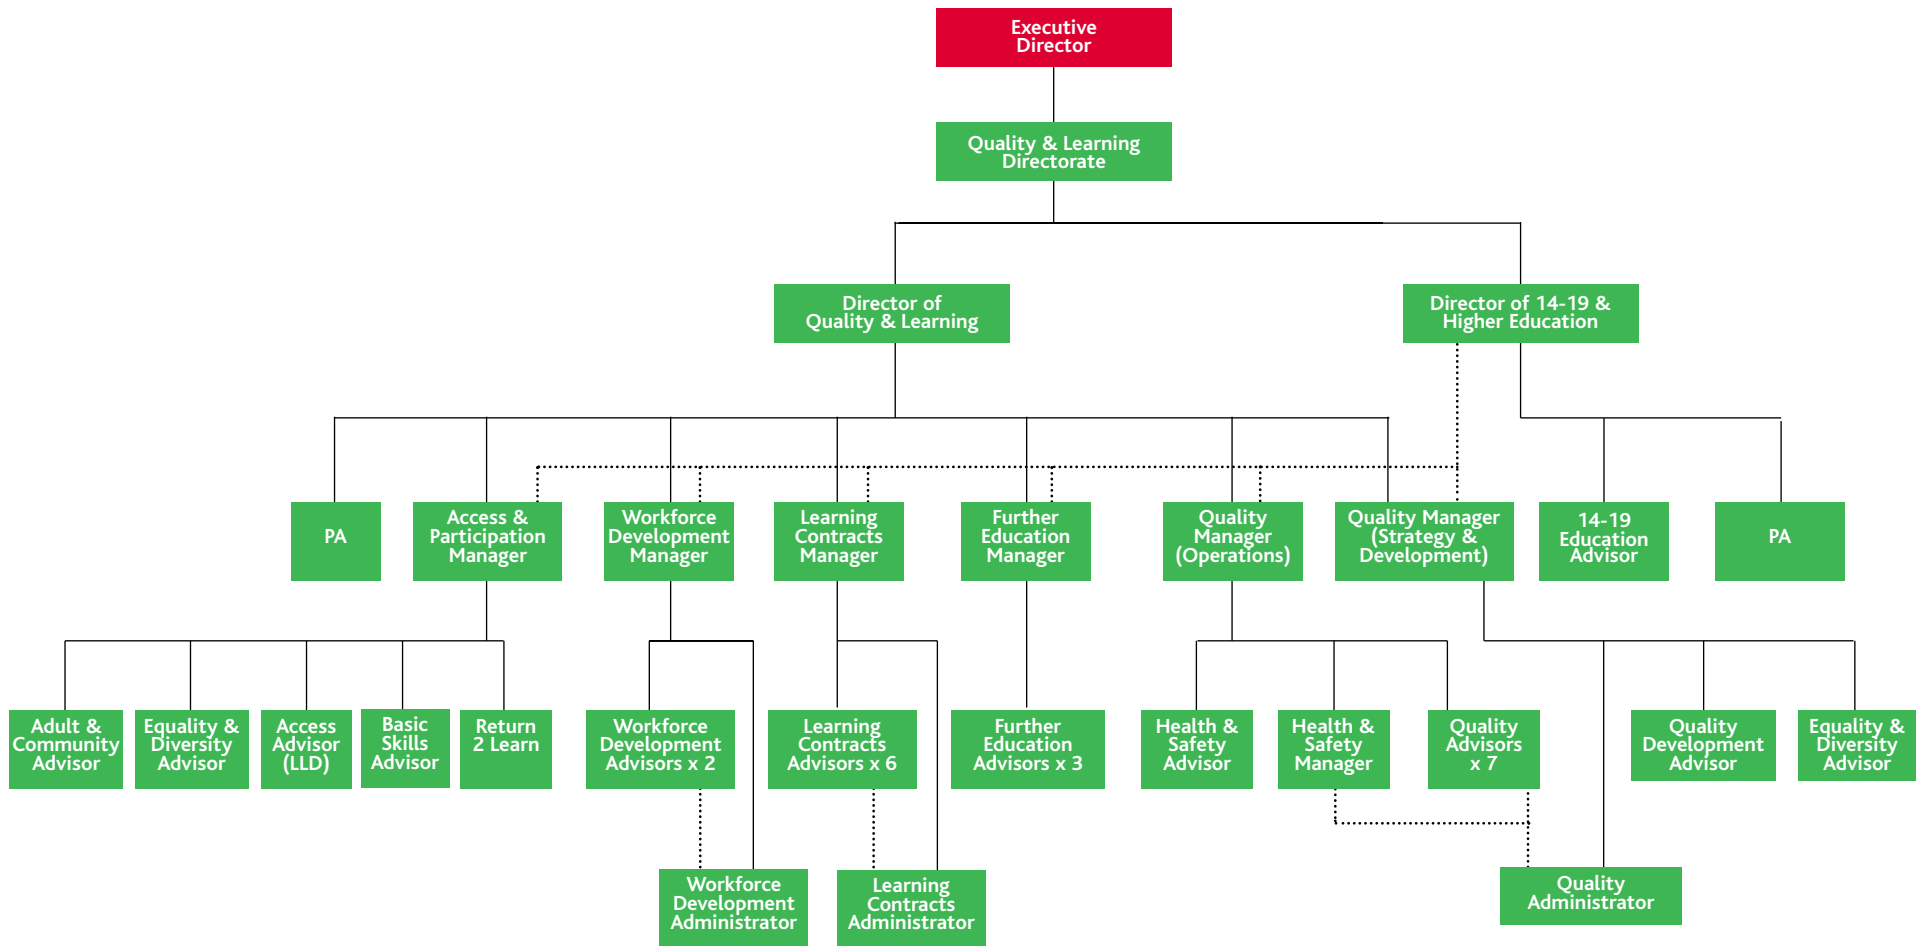 Executive
Director
Quality & Learning
Directorate
Director of
Quality & Learning
Director of 14-19 &
Higher Education
PA
Access &
Participation
Manager
Workforce
Development
Manager
Learning
Contracts
Manager
Further
Education
Manager
Quality
Manager
(Operations)
Quality Manager
(Strategy &
Development)
14-19
Education
Advisor
PA
Adult &
Community
Advisor
Equality &
Diversity
Advisor
Access
Advisor
(LLD)
Basic
Skills
Advisor
Return
2 Learn
Workforce
Development
Advisors x 2
Learning
Contracts
Advisors x 6
Further
Education
Advisors x 3
Health &
Safety
Advisor
Health &
Safety
Manager
Quality
Advisors
x 7
Quality
Development
Advisor
Equality &
Diversity
Advisor
Workforce
Development
Administrator
Learning
Contracts
Administrator
Quality
Administrator